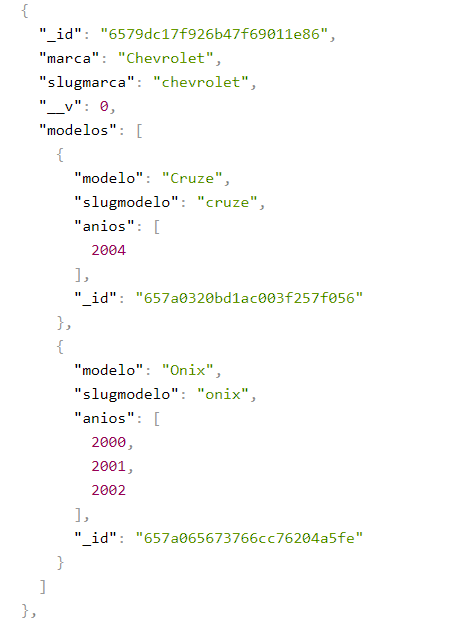 {
"_id": "6579dc17f926b47f69011e86",
"marca": "Chevrolet",
"slugmarca": "chevrolet",
"__v": 0,
"modelos": [
{
"modelo": "Cruze",
"slugmodelo": "cruze",
"anios": [
2004
],
"_id": "657a0320bd1ac003f257f056"
},
{
"modelo": "Onix",
"slugmodelo": "onix",
"anios": [
2000,
2001,
2002
],
"_id": "657a065673766cc76204a5fe"
}
]
},